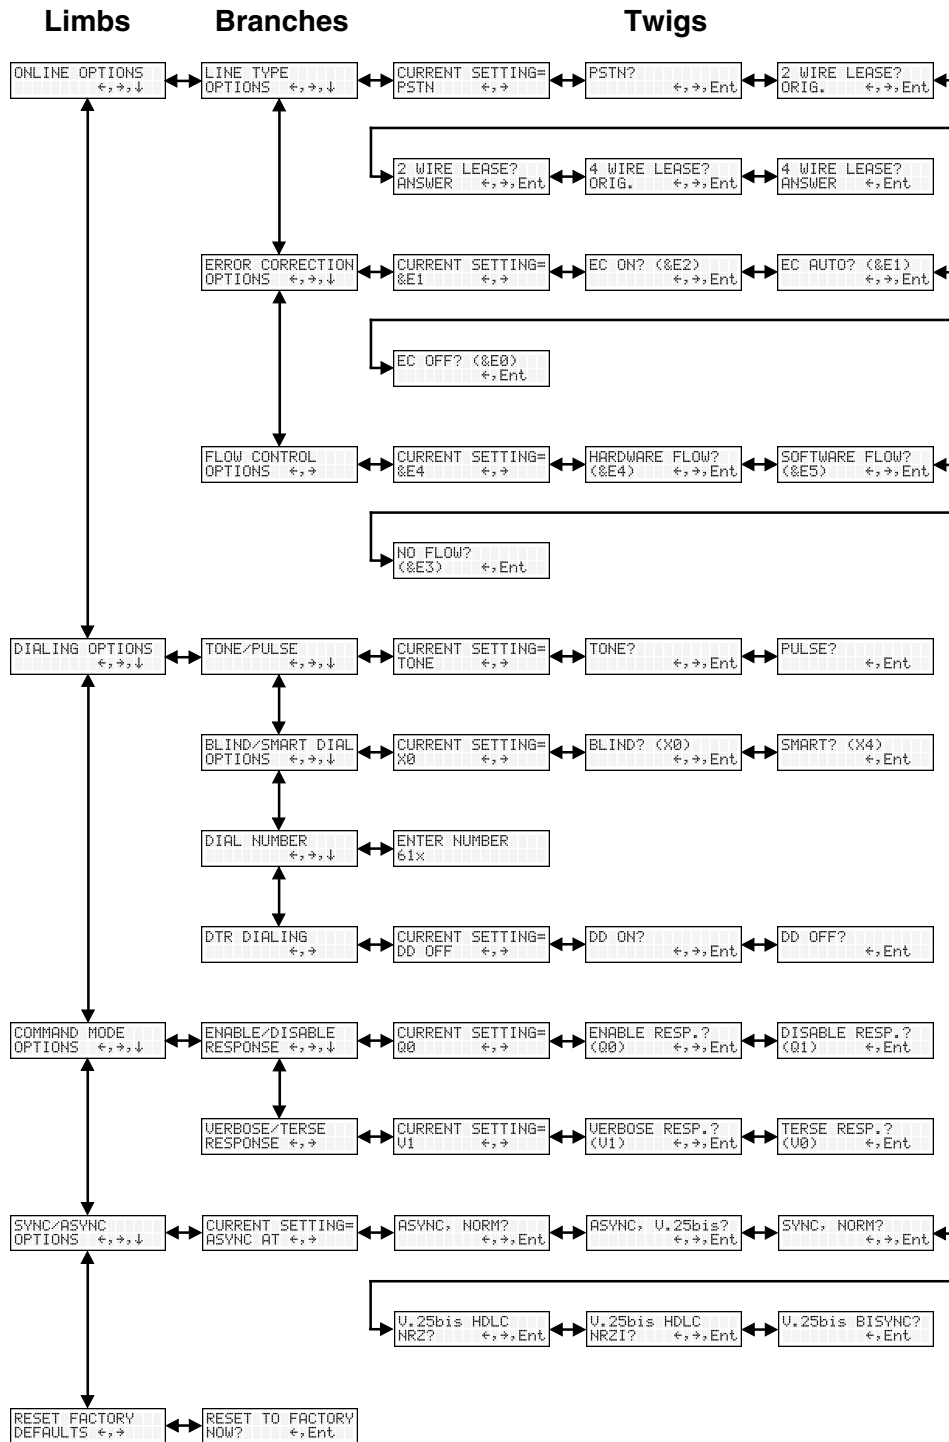 Limbs Branches Twigs
ONLINE OPTIONS
←,→,↓
LINE TYPE
OPTIONS ←,→,↓
CURRENT SETTING=
PSTN ←,→
PSTN?
←,→,Ent
2 WIRE LEASE?
ORIG. ←,→,Ent
2 WIRE LEASE?
ANSWER ←,→,Ent
4 WIRE LEASE?
ORIG. ←,→,Ent
4 WIRE LEASE?
ANSWER ←,Ent
ERROR CORRECTION
OPTIONS ←,→,↓
CURRENT SETTING=
&E1 ←,→
EC ON? (&E2)
←,→,Ent
EC AUTO? (&E1)
←,→,Ent
EC OFF? (&E0)
←,Ent
FLOW CONTROL
OPTIONS ←,→
CURRENT SETTING=
&E4 ←,→
HARDWARE FLOW?
(&E4) ←,→,Ent
SOFTWARE FLOW?
(&E5) ←,→,Ent
NO FLOW?
(&E3) ←,Ent
DIALING OPTIONS
←,→,↓
TONE/PULSE
←,→,↓
CURRENT SETTING=
TONE ←,→
TONE?
←,→,Ent
PULSE?
←,Ent
BLIND/SMART DIAL
OPTIONS ←,→,↓
CURRENT SETTING=
X0 ←,→
BLIND? (X0)
←,→,Ent
SMART? (X4)
←,Ent
DIAL NUMBER
←,→,↓
ENTER NUMBER
61x
DTR DIALING
←,→
CURRENT SETTING=
DD OFF ←,→
DD ON?
←,→,Ent
DD OFF?
←,Ent
COMMAND MODE
OPTIONS ←,→,↓
ENABLE/DISABLE
RESPONSE ←,→,↓
CURRENT SETTING=
Q0 ←,→
ENABLE RESP.?
(Q0) ←,→,Ent
DISABLE RESP.?
(Q1) ←,Ent
VERBOSE/TERSE
RESPONSE ←,→
CURRENT SETTING=
V1 ←,→
VERBOSE RESP.?
(V1) ←,→,Ent
TERSE RESP.?
(V0) ←,Ent
SYNC/ASYNC
OPTIONS ←,→,↓
CURRENT SETTING=
ASYNC AT ←,→
ASYNC, NORM?
←,→,Ent
ASYNC, V.25bis?
←,→,Ent
SYNC, NORM?
←,→,Ent
V.25bis HDLC
NRZ? ←,→,Ent
V.25bis HDLC
NRZI? ←,→,Ent
V.25bis BISYNC?
←,Ent
RESET FACTORY
DEFAULTS ←,→
RESET TO FACTORY
NOW? ←,Ent